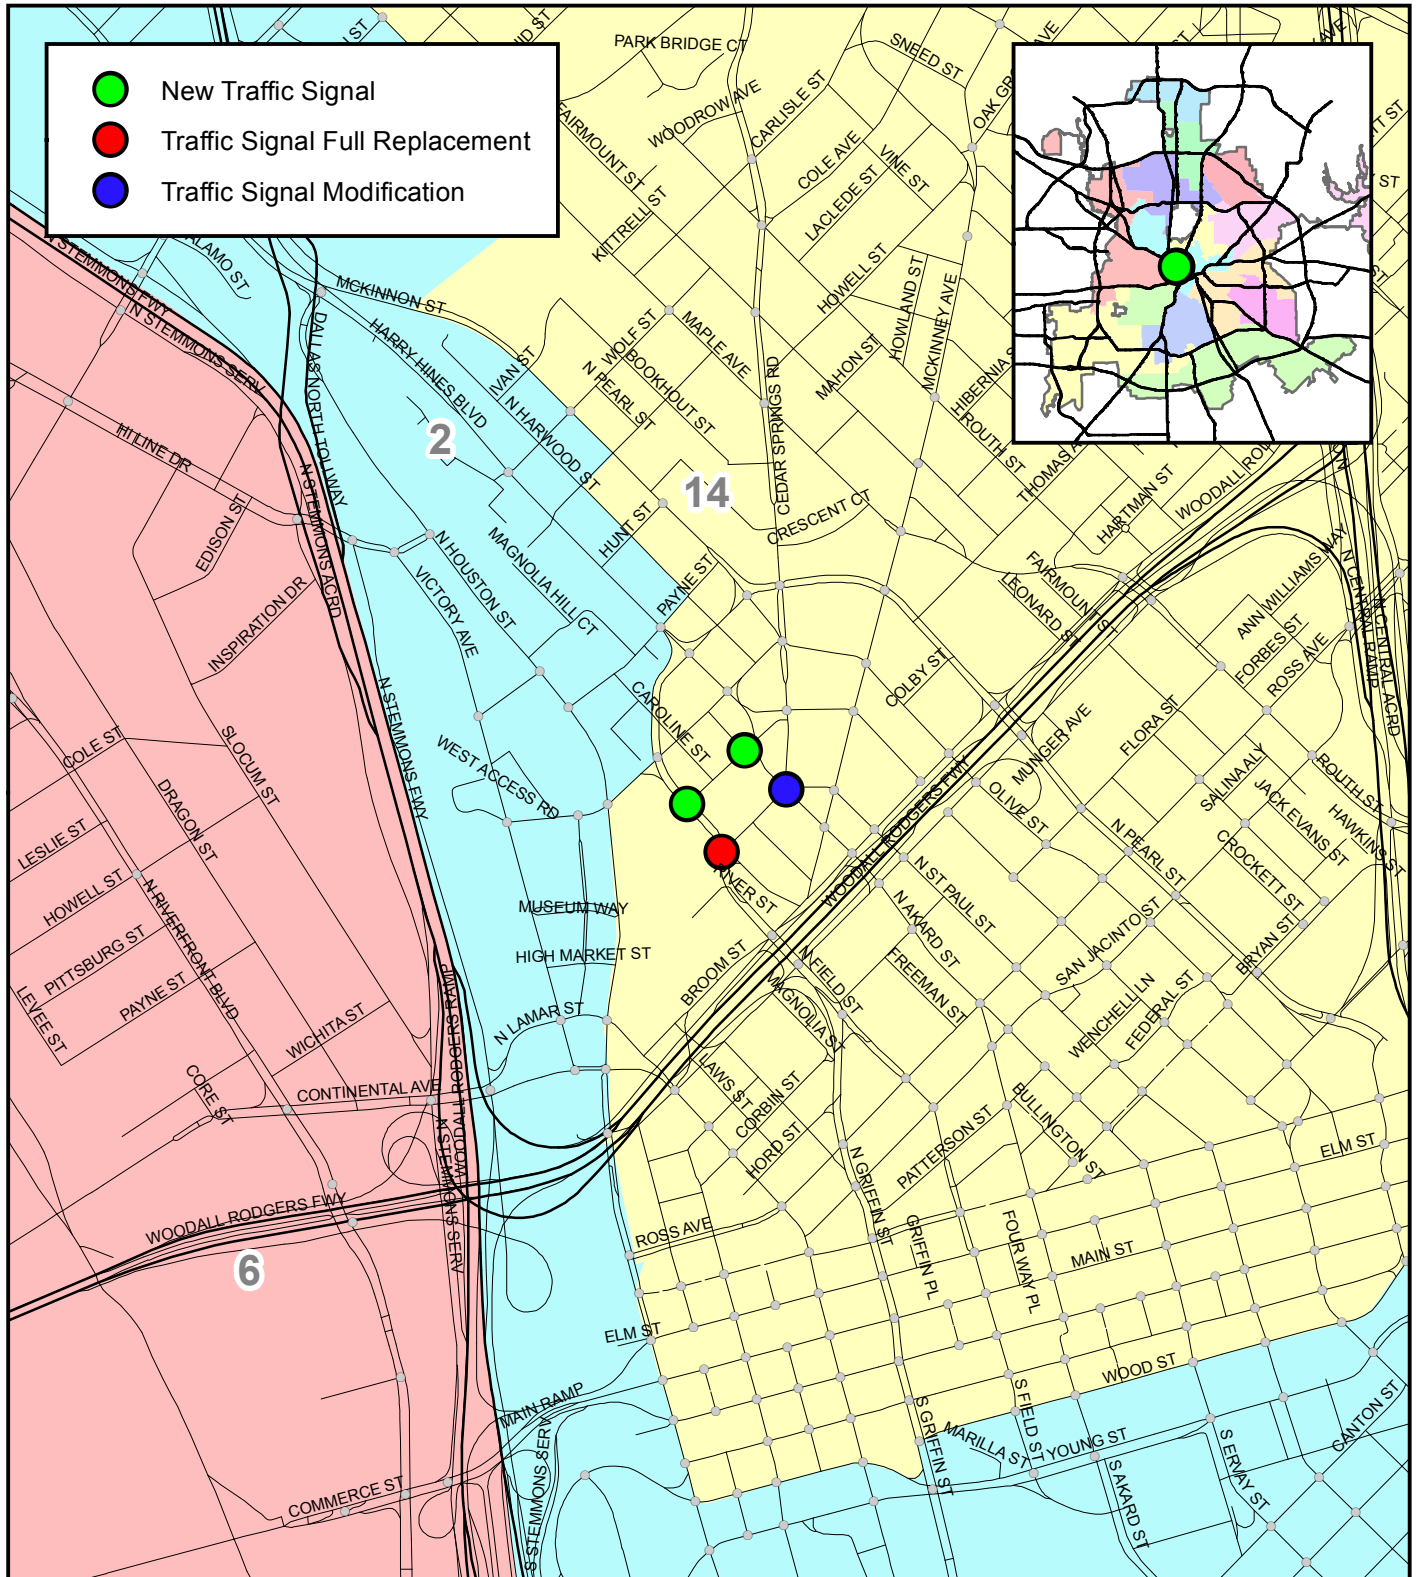 New Traffic Signal
Traffic Signal Full Replacement
Traffic Signal Modification
PARK BRIDGE CT
SNEED ST
WOODROW AVE
CARLISLE ST
FAIRMOUNT ST
COLE AVE
VINE ST
LACLEDE ST
KITTRELL ST
HOWELL ST
HOWLAND ST
MCKINNEY AVE
ALAMO ST
N STEMMONS FWY
N STEMMONS SERV
MCKINNON ST
HARRY HINES BLVD
DALLAS NORTH TOLLWAY
IVAN ST
N HARWOOD ST
WOLF ST
BOOKHOUT ST
MAPLE AVE
N PEARL ST
CEDAR SPRINGS RD
MAHON ST
ROUTH ST
HARTMAN ST
HI LINE DR
2
14
EDISON ST
N STEMMONS ACRD
CRESCENT CT
HUNT ST
MAGNOLIA HILL CT
N HOUSTON ST
VICTORY AVE
INSPIRATION DR
PAYNE ST
FAIRMOUNT ST
LEONARD ST
ANN WILLIAMS WAY
FORBES ST
ROSS AVE
N CENTRAL RAMP
N CENTRAL ACRD
N STEMMONS FWY
CAROLINE ST
COLBY ST
COLE ST
SLOCUM ST
DRAGON ST
WEST ACCESS RD
MUNGER AVE
FLORA ST
WOODALL RODGERS FWY
OLIVE ST
SALINA ALY
JACK EVANS ST
ROUTH ST
HAWKINS ST
CROCKETT ST
N PEARL ST
LESLIE ST
HOWELL ST
PITTSBURG ST
PAYNE ST
LEVEE ST
N RIVERFRONT BLVD
RIVER ST
MUSEUM WAY
HIGH MARKET ST
N LAMAR ST
BROOM ST
N FIELD ST
MAGNOLIA ST
N ST PAUL ST
N AKARD ST
FREEMAN ST
SAN JACINTO ST
BRYAN ST
WENCHELL LN
FEDERAL ST
WICHITA ST
CORE ST
CONTINENTAL AVE
WOODALL RODGERS RAMP
N STEMMONS SERV
LAWS ST
CORBIN ST
HORD ST
BULLINGTON ST
PATTERSON ST
N GRIFFIN ST
GRIFFIN PL
FOUR WAY PL
ELM ST
WOODALL RODGERS FWY
6
ROSS AVE
MAIN ST
ELM ST
WOOD ST
MAIN RAMP
S STEMMONS SERV
COMMERCE ST
S GRIFFIN ST
S FIELD ST
MARILLA ST
YOUNG ST
S AKARD ST
S ERVAY ST
CANTON ST